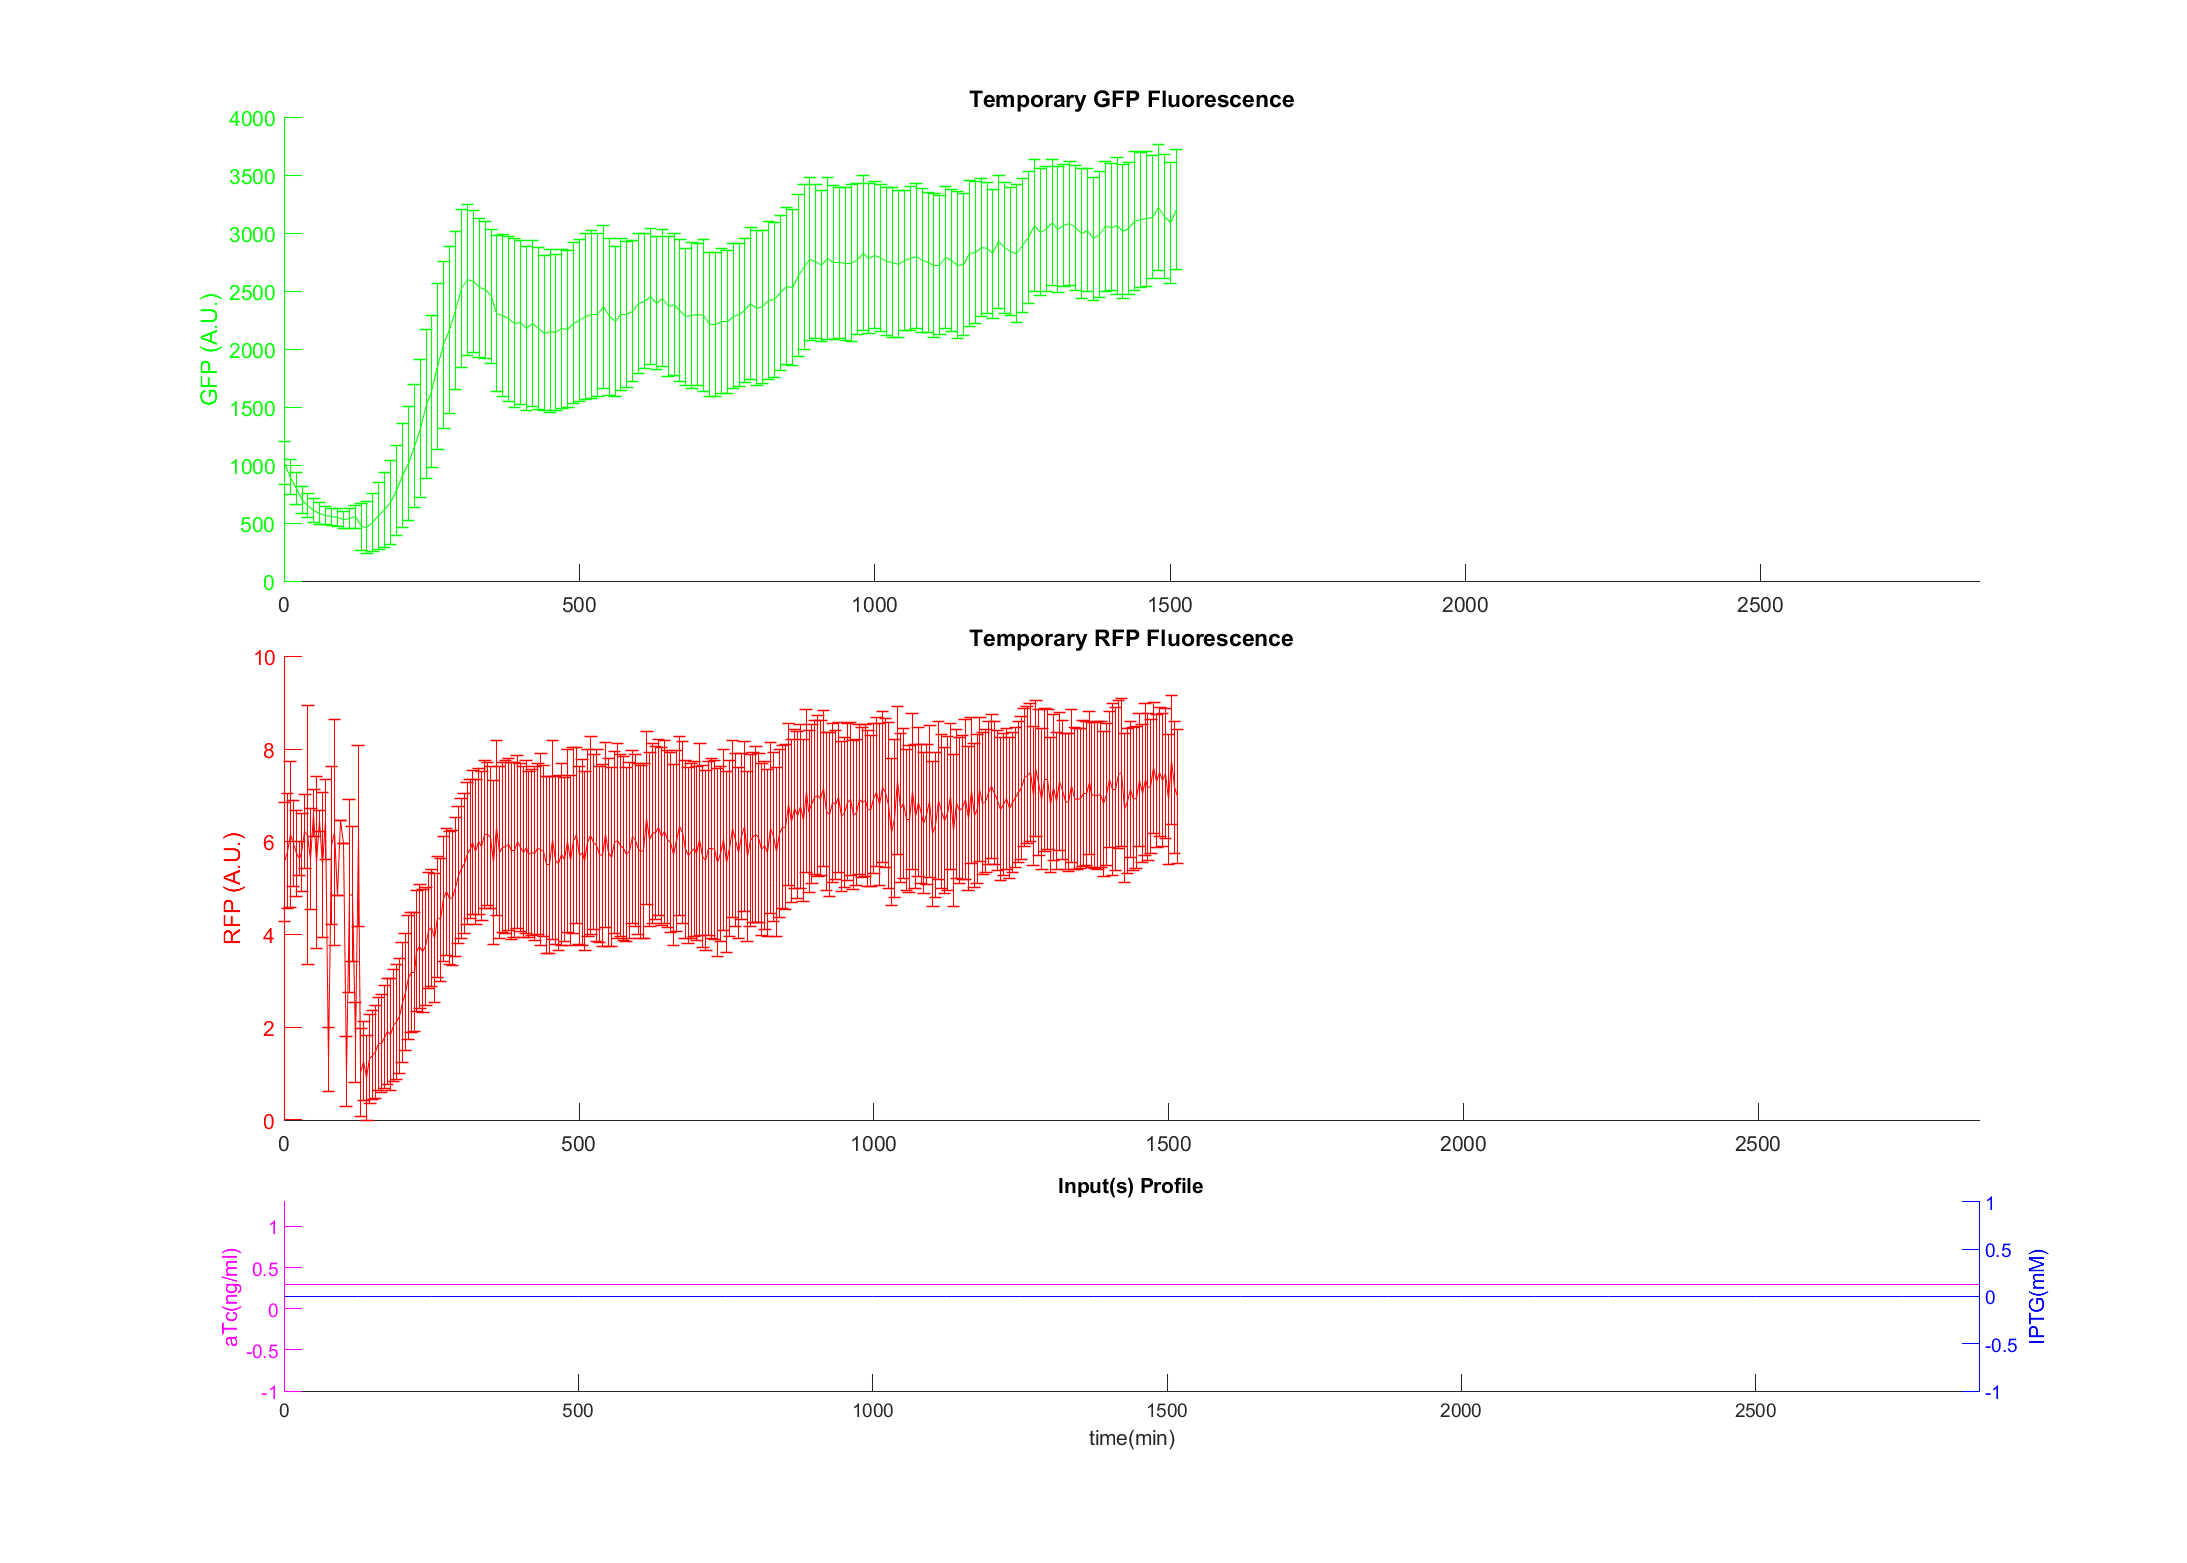 Temporary GFP Fluorescence
4000
3500
3000
2500
2000
1500
1000
500
0
GFP (A.U.)
0 500 1000 1500 2000 2500
Temporary RFP Fluorescence
10
8
6
4
2
0
RFP (A.U.)
0 500 1000 1500 2000 2500
Input(s) Profile
1
0.5
0
-0.5
-1
aTc(ng/ml)
1
0.5
0
-0.5
-1
IPTG(mM)
0 500 1000 1500 2000 2500
time(min)